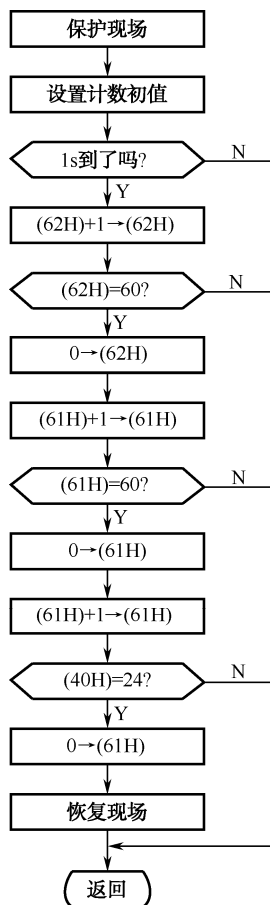 保护现场
设置计数初值
1s到了吗?
N
Y
(62H)+1→(62H)
(62H)=60?
N
Y
0→(62H)
(61H)+1→(61H)
(61H)=60?
N
Y
0→(61H)
(61H)+1→(61H)
(40H)=24?
N
Y
0→(61H)
恢复现场
返回